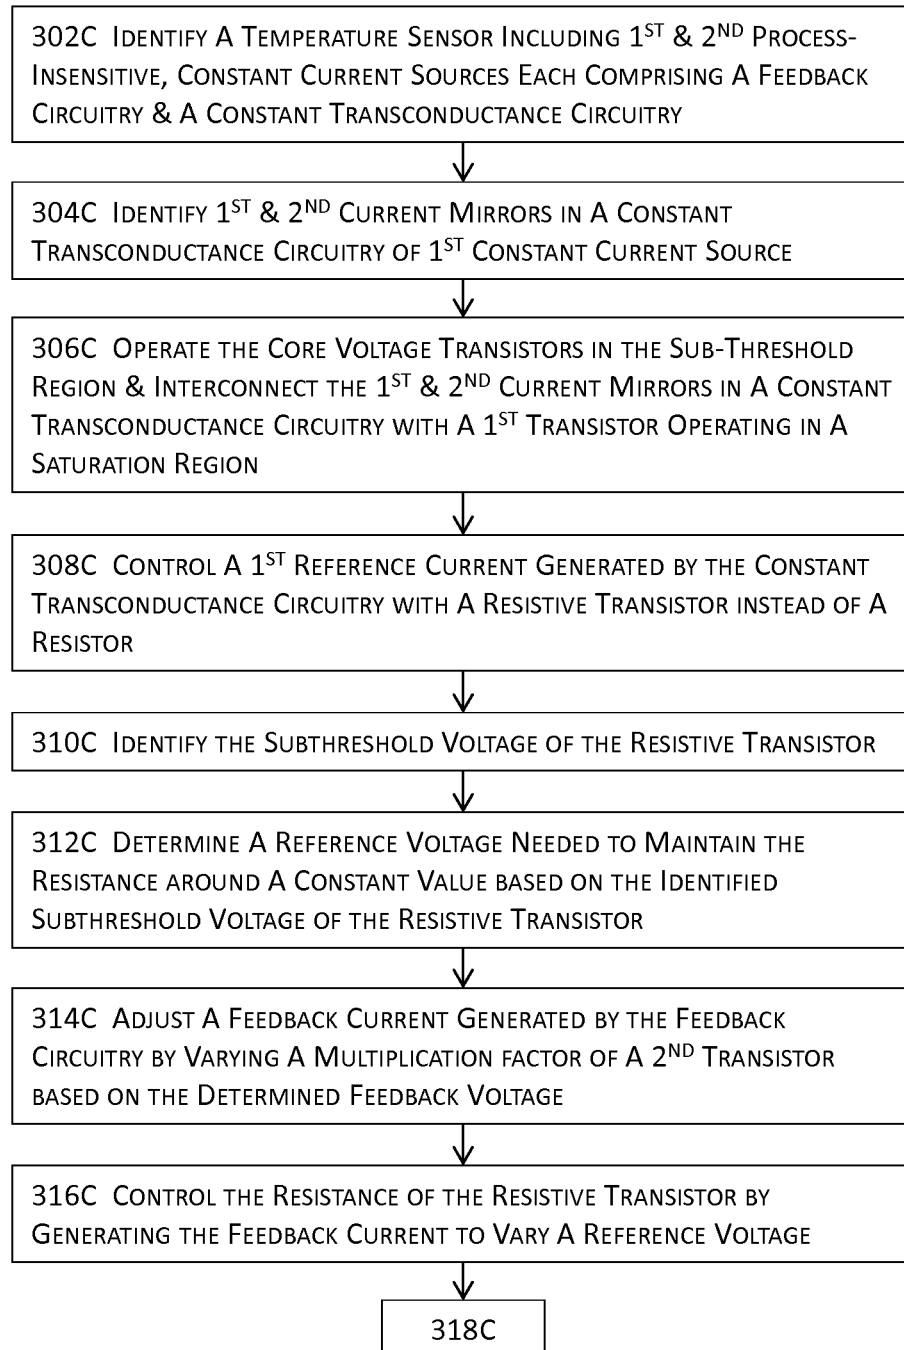 302C IDENTIFY A TEMPERATURE SENSOR INCLUDING 1ST & 2ND PROCESS-
INSENSITIVE, CONSTANT CURRENT SOURCES EACH COMPRISING A FEEDBACK
CIRCUITRY & A CONSTANT TRANSCONDUCTANCE CIRCUITRY
304C IDENTIFY 1ST & 2ND CURRENT MIRRORS IN A CONSTANT
TRANSCONDUCTANCE CIRCUITRY OF 1ST CONSTANT CURRENT SOURCE
306C OPERATE THE CORE VOLTAGE TRANSISTORS IN THE SUB-THRESHOLD
REGION & INTERCONNECT THE 1ST & 2ND CURRENT MIRRORS IN A CONSTANT
TRANSCONDUCTANCE CIRCUITRY WITH A 1ST TRANSISTOR OPERATING IN A
SATURATION REGION
308C CONTROL A 1ST REFERENCE CURRENT GENERATED BY THE CONSTANT
TRANSCONDUCTANCE CIRCUITRY WITH A RESISTIVE TRANSISTOR INSTEAD OF A
RESISTOR
310C IDENTIFY THE SUBTHRESHOLD VOLTAGE OF THE RESISTIVE TRANSISTOR
312C DETERMINE A REFERENCE VOLTAGE NEEDED TO MAINTAIN THE
RESISTANCE AROUND A CONSTANT VALUE BASED ON THE IDENTIFIED
SUBTHRESHOLD VOLTAGE OF THE RESISTIVE TRANSISTOR
314C ADJUST A FEEDBACK CURRENT GENERATED BY THE FEEDBACK
CIRCUITRY BY VARYING A MULTIPLICATION FACTOR OF A 2ND TRANSISTOR
BASED ON THE DETERMINED FEEDBACK VOLTAGE
316C CONTROL THE RESISTANCE OF THE RESISTIVE TRANSISTOR BY
GENERATING THE FEEDBACK CURRENT TO VARY A REFERENCE VOLTAGE
318C